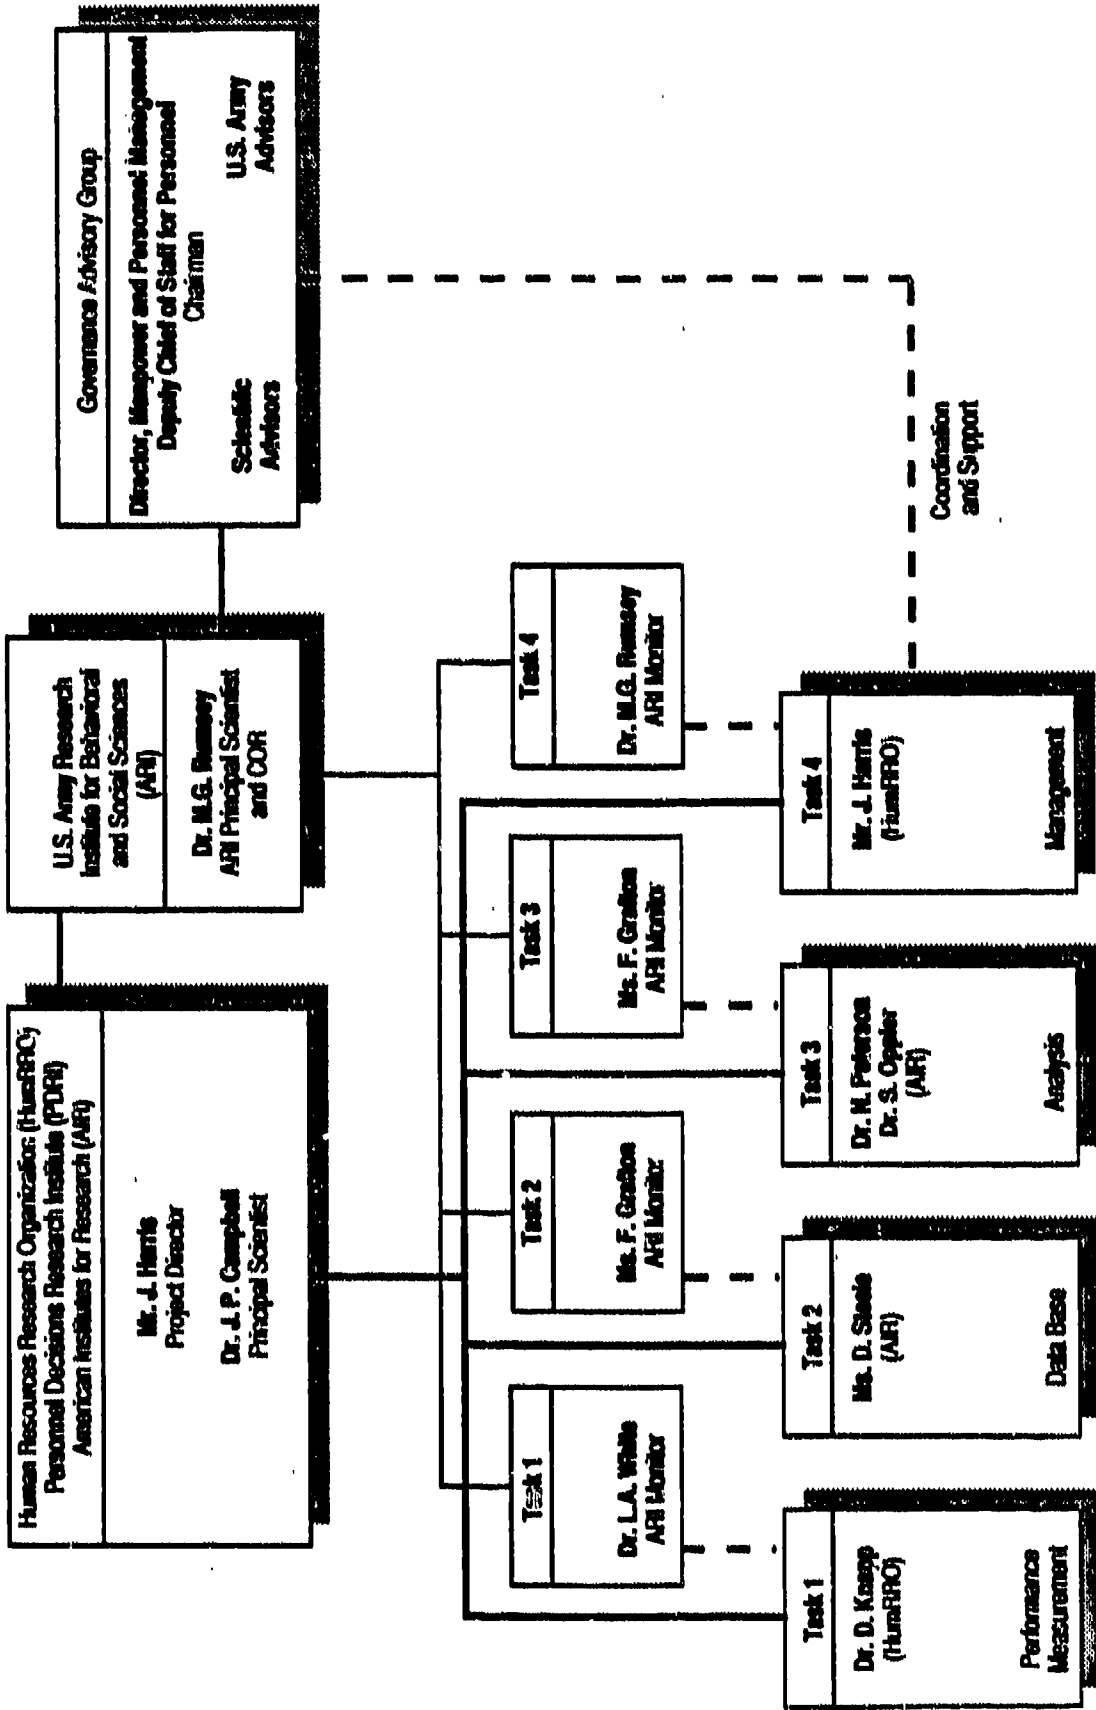 Human Resources Research Organization (HumRRO)
Personnel Decisions Research Institute (PDRI)
American Institutes for Research (AIR)
Mr. J. Harris
Project Director
Dr. J. P. Campbell
Principal Scientist
U.S. Army Research
Institute for Behavioral
and Social Sciences
(ARI)
Dr. M.G. Rumsey
ARI Principal Scientist
and COR
Governance Advisory Group
Director, Manpower and Personnel Management
Deputy Chief of Staff for Personnel
Chairman
Scientific
Advisors
U.S. Army
Advisors
Task 1
Dr. L.A. White
ARI Monitor
Task 2
Ms. F. Grafton
ARI Monitor
Task 3
Ms. F. Grafton
ARI Monitor
Task 4
Dr. M.G. Rumsey
ARI Monitor
Coordination
and Support
Task 1
Dr. D. Knapp
(HumRRO)
Performance
Measurement
Task 2
Ms. D. Steele
(AIR)
Data Base
Task 3
Dr. N. Peterson
Dr. S. Oppler
(AIR)
Analysis
Task 4
Mr. J. Harris
(HumRRO)
Management